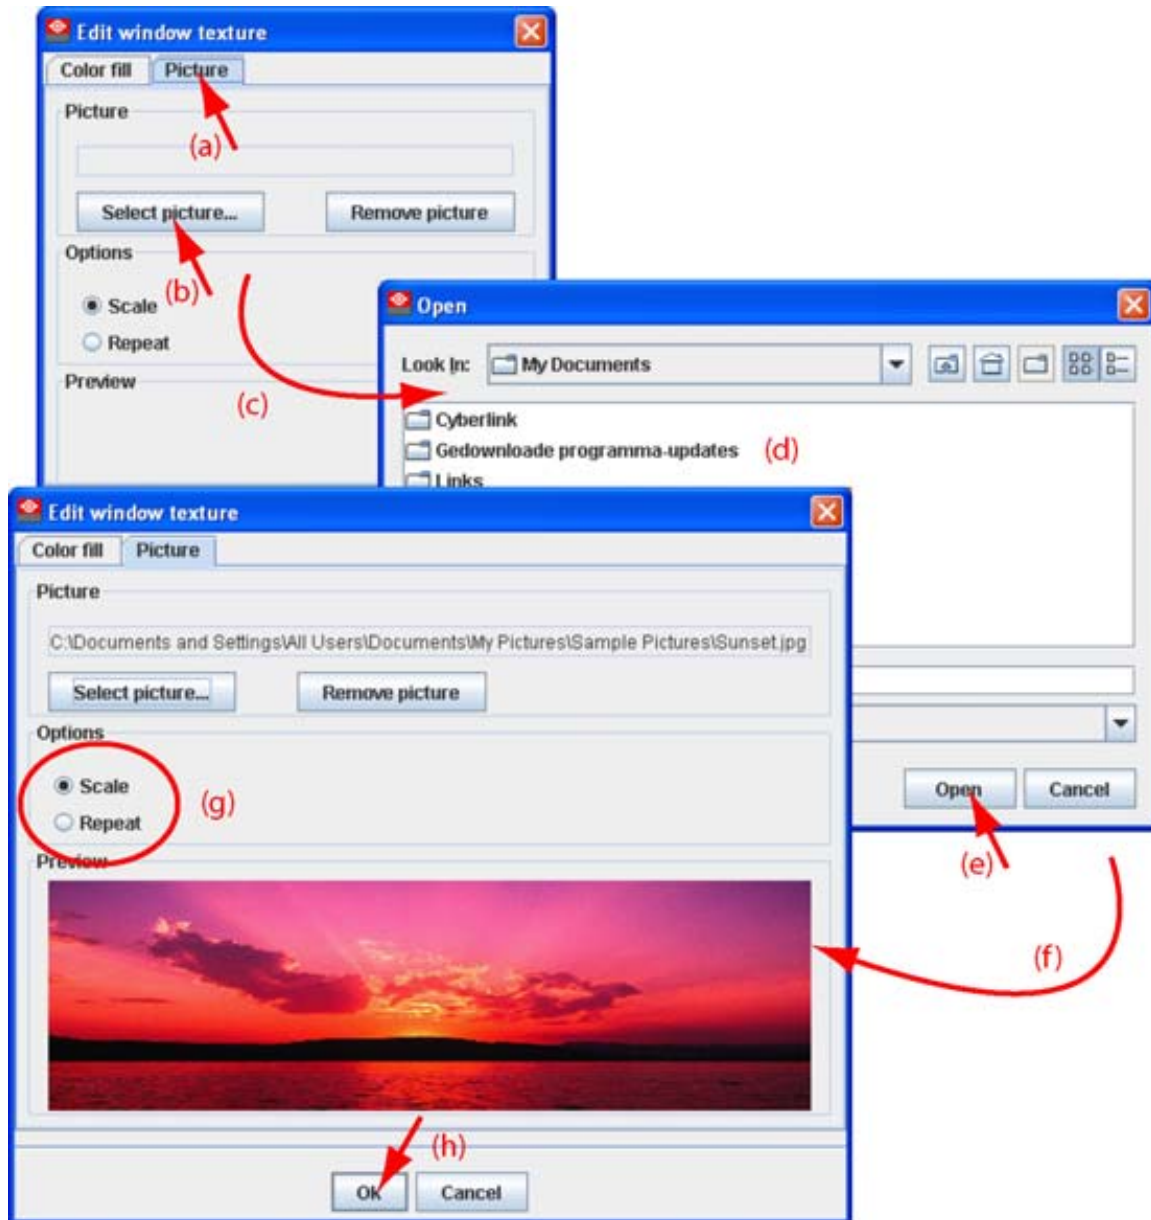 Edit window texture
Color fill Picture
Picture
(a)
Select picture... Remove picture
Options
(b)
Scale
Repeat
Preview
(c)
Open
Look In: My Documents
Cyberlink
Gedownloade programma-updates (d)
Links
Edit window texture
Color fill Picture
Picture
C:\Documents and Settings\All Users\Documents\My Pictures\Sample Pictures\Sunset.jpg
Select picture... Remove picture
Options
Scale
(g)
Repeat
Open Cancel
(e)
Preview
(f)
(h)
Ok Cancel